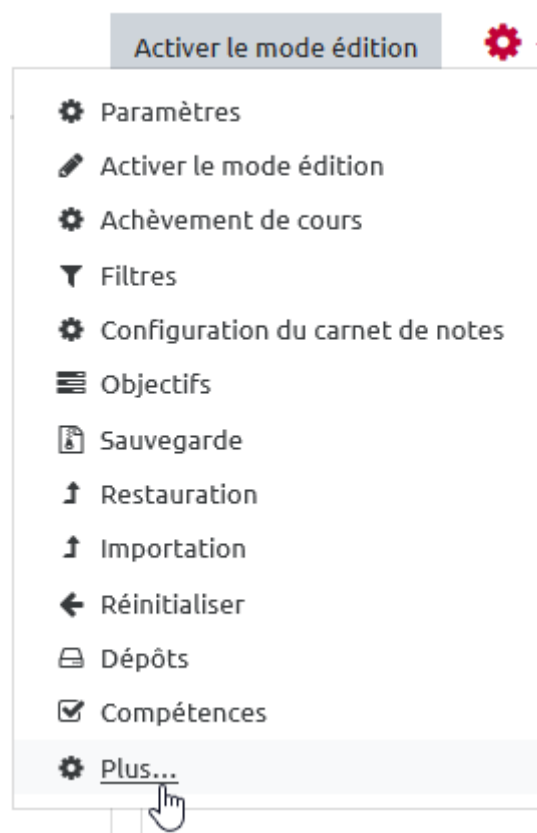 Activer le mode édition
Paramètres
Activer le mode édition
Achèvement de cours
Filtres
Configuration du carnet de notes
Objectifs
Sauvegarde
Restauration
Importation
Réinitialiser
Dépôts
Compétences
Plus...